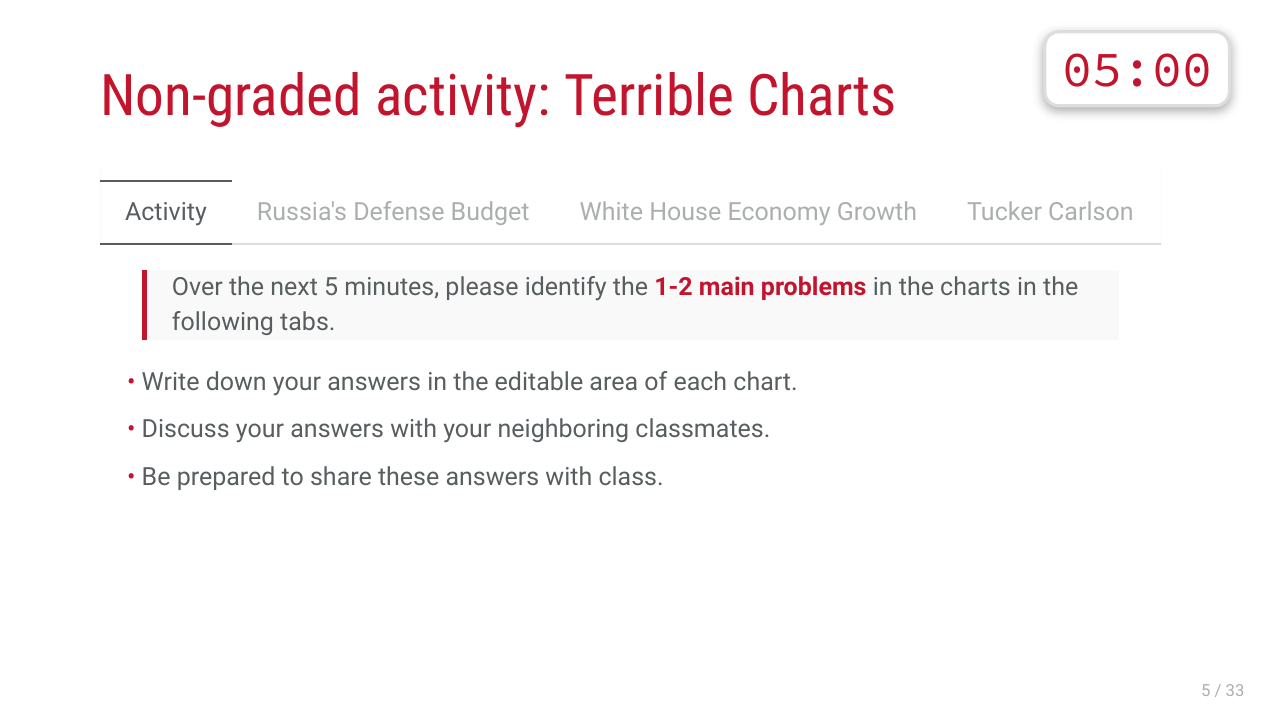 Non-graded activity: Terrible Charts
05:00
Activity
Russia's Defense Budget
White House Economy Growth
Tucker Carlson
Over the next 5 minutes, please identify the 1-2 main problems in the charts in the
following tabs.
• Write down your answers in the editable area of each chart.
• Discuss your answers with your neighboring classmates.
• Be prepared to share these answers with class.
5 / 33